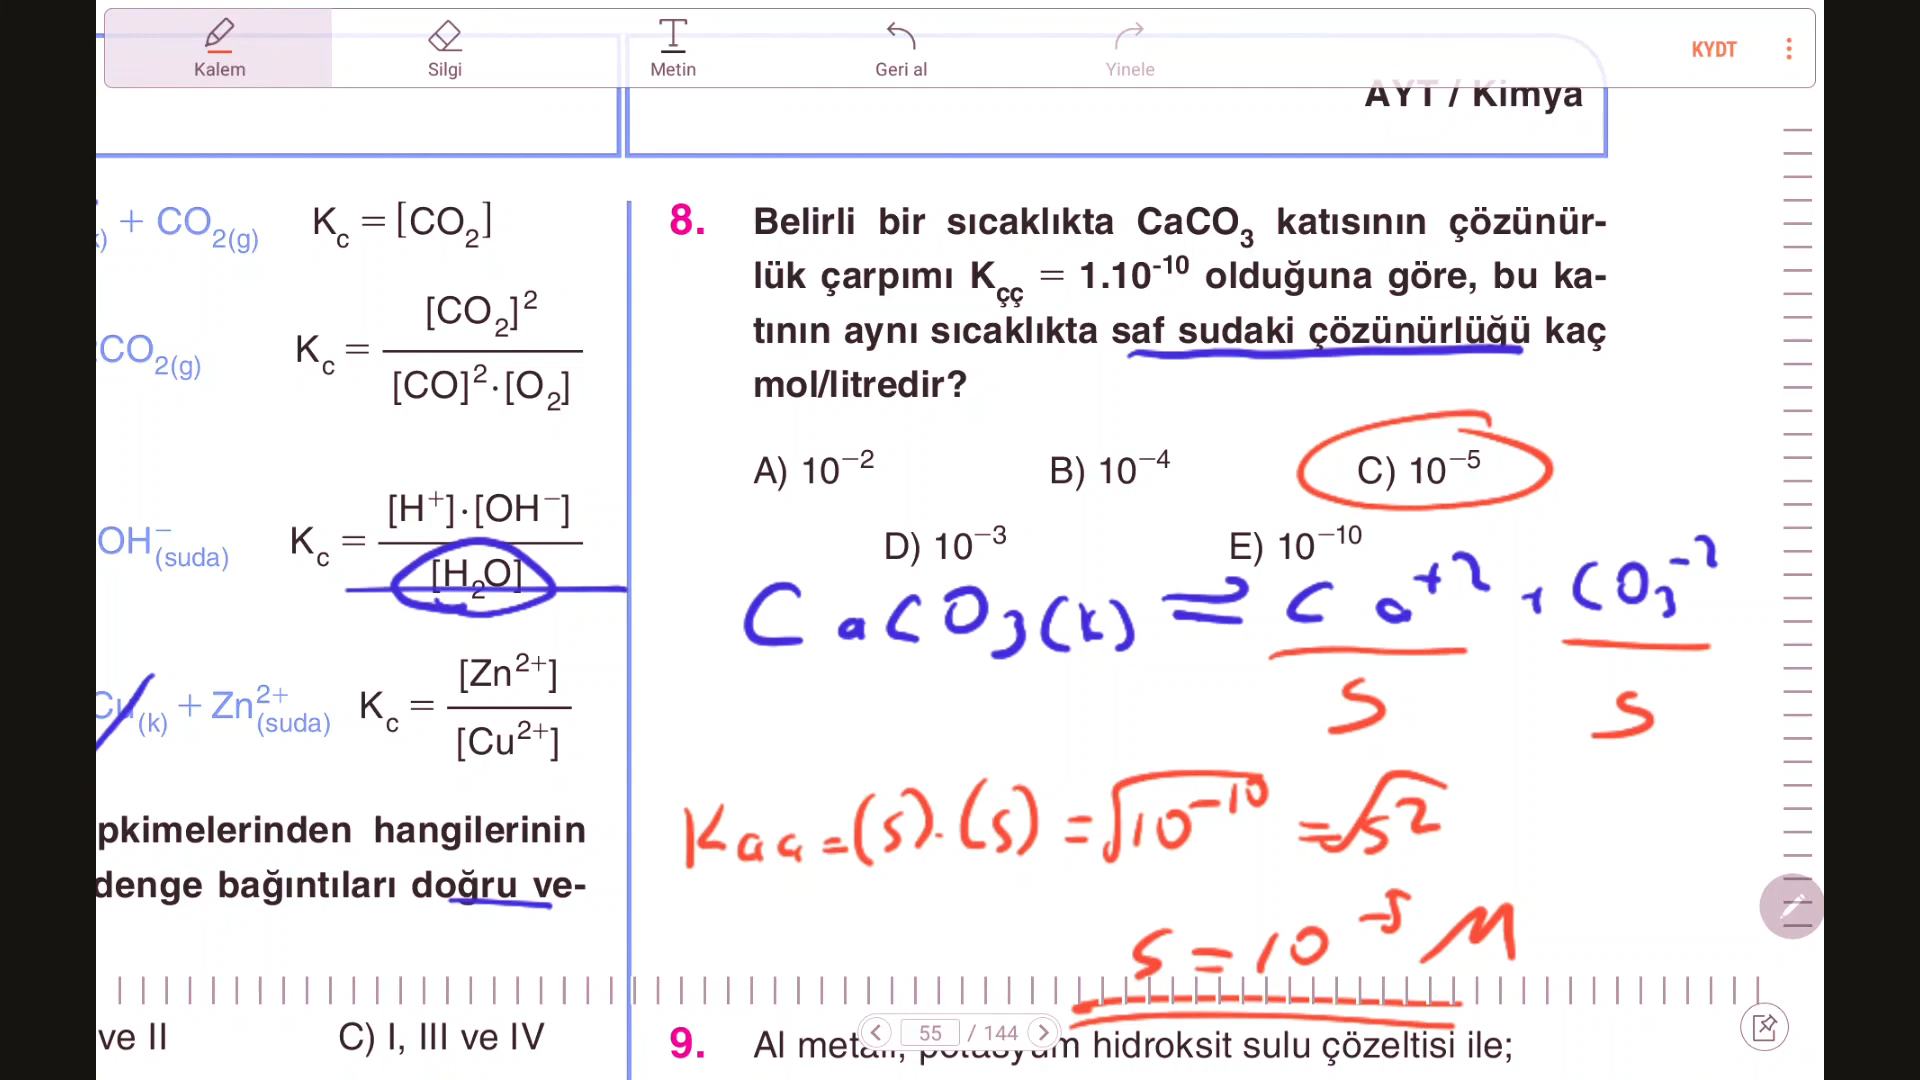 Kalem Silgi Metin Geri al Yinele KYDT
AYT / Kimya
+ CO2(g) Kc = [CO2]
CO2(g) Kc = [CO2]² / [CO]²·[O2]
OH⁻(suda) Kc = [H⁺]·[OH⁻] / [H2O]
Cu(k) + Zn²⁺(suda) Kc = [Zn²⁺] / [Cu²⁺]
pkimelerinden hangilerinin
denge bağıntıları doğru ve-
ve II C) I, III ve IV
8. Belirli bir sıcaklıkta CaCO3 katısının çözünür-
lük çarpımı Kçç = 1.10⁻¹⁰ olduğuna göre, bu ka-
tının aynı sıcaklıkta saf sudaki çözünürlüğü kaç
mol/litredir?
A) 10⁻² B) 10⁻⁴ C) 10⁻⁵
D) 10⁻³ E) 10⁻¹⁰
CaCO3(k) ⇌ Ca⁺² + CO3⁻²
S S
Kçç = (s).(s) = √10⁻¹⁰ = √s²
s = 10⁻⁵ M
9. Al metali, potasyum hidroksit sulu çözeltisi ile;
55 / 144